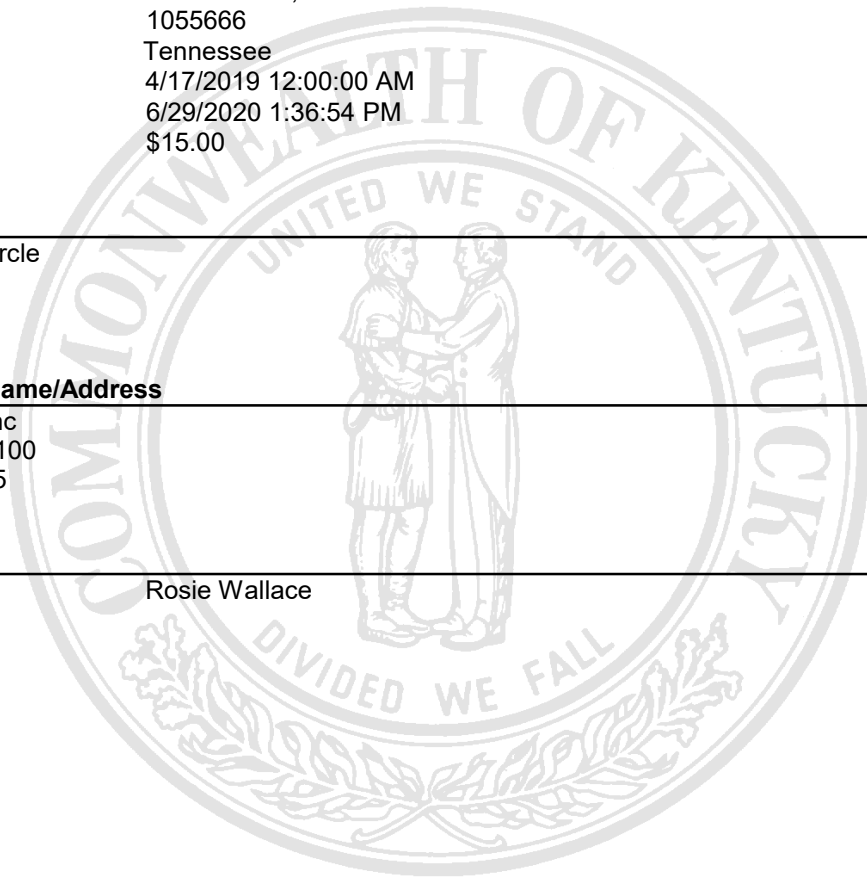 1055666
Tennessee
4/17/2019 12:00:00 AM
6/29/2020 1:36:54 PM
$15.00
COMMONWEALTH OF KENTUCKY
UNITED WE STAND
rcle
ame/Address
nc
100
5
Rosie Wallace
DIVIDED WE FALL